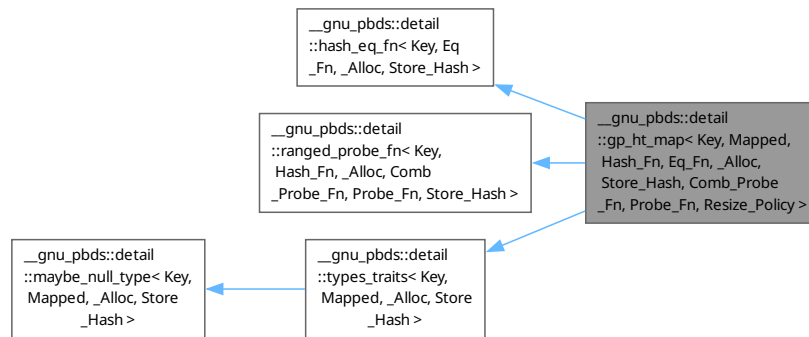 __gnu_pbds::detail
::hash_eq_fn< Key, Eq
_Fn, _Alloc, Store_Hash >
__gnu_pbds::detail
::ranged_probe_fn< Key,
Hash_Fn, _Alloc, Comb
_Probe_Fn, Probe_Fn, Store_Hash >
__gnu_pbds::detail
::gp_ht_map< Key, Mapped,
Hash_Fn, Eq_Fn, _Alloc,
Store_Hash, Comb_Probe
_Fn, Probe_Fn, Resize_Policy >
__gnu_pbds::detail
::maybe_null_type< Key,
Mapped, _Alloc, Store
_Hash >
__gnu_pbds::detail
::types_traits< Key,
Mapped, _Alloc, Store
_Hash >